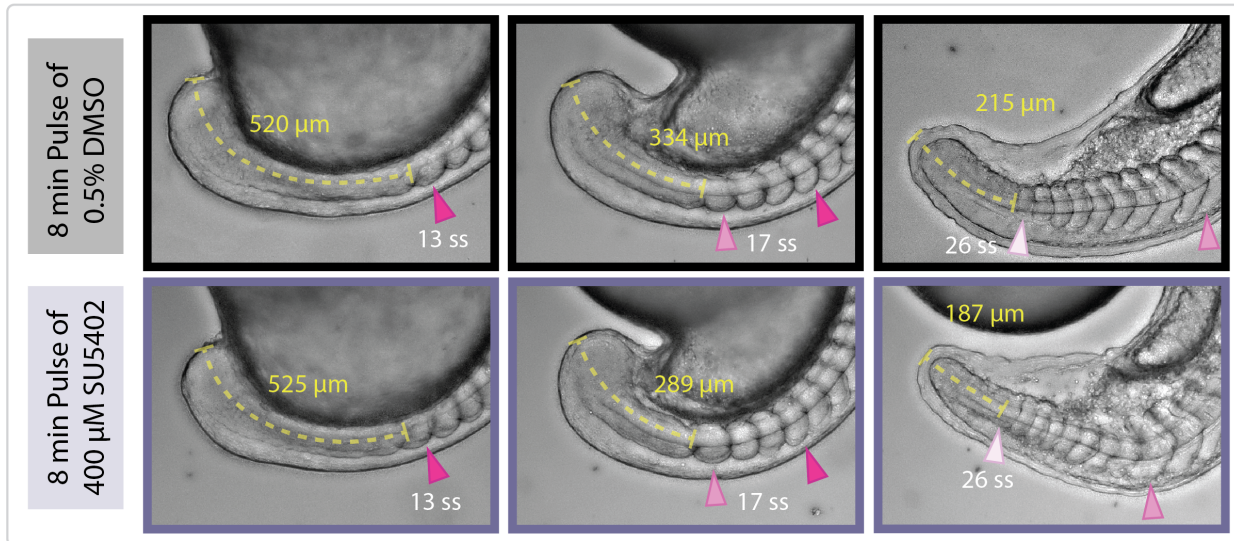 8 min Pulse of
0.5% DMSO
520 µm
13 ss
334 µm
17 ss
215 µm
26 ss
8 min Pulse of
400 µM SU5402
525 µm
13 ss
289 µm
17 ss
187 µm
26 ss